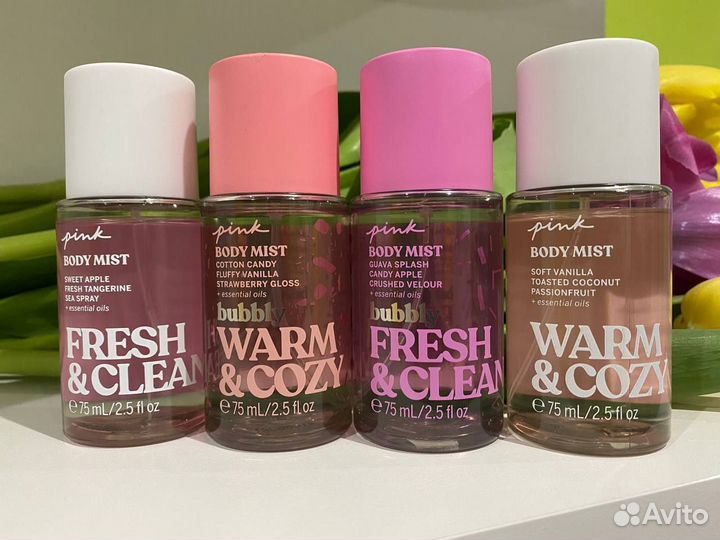 pink
BODY MIST
SWEET APPLE
FRESH TANGERINE
SEA SPRAY
+ essential oils
FRESH
& CLEAN
℮ 75 mL/2.5 fl oz
pink
BODY MIST
COTTON CANDY
FLUFFY VANILLA
STRAWBERRY GLOSS
+ essential oils
bubbly
WARM
& COZY
℮ 75 mL/2.5 fl oz
pink
BODY MIST
GUAVA SPLASH
CANDY APPLE
CRUSHED VELOUR
+ essential oils
bubbly
FRESH
& CLEAN
℮ 75 mL/2.5 fl oz
pink
BODY MIST
SOFT VANILLA
TOASTED COCONUT
PASSIONFRUIT
+ essential oils
WARM
& COZY
℮ 75 mL/2.5 fl oz
Avito